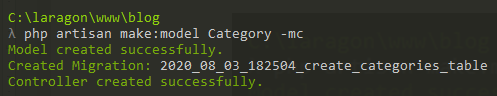 C:\laragon\www\blog
λ php artisan make:model Category -mc
Model created successfully.
Created Migration: 2020_08_03_182504_create_categories_table
Controller created successfully.